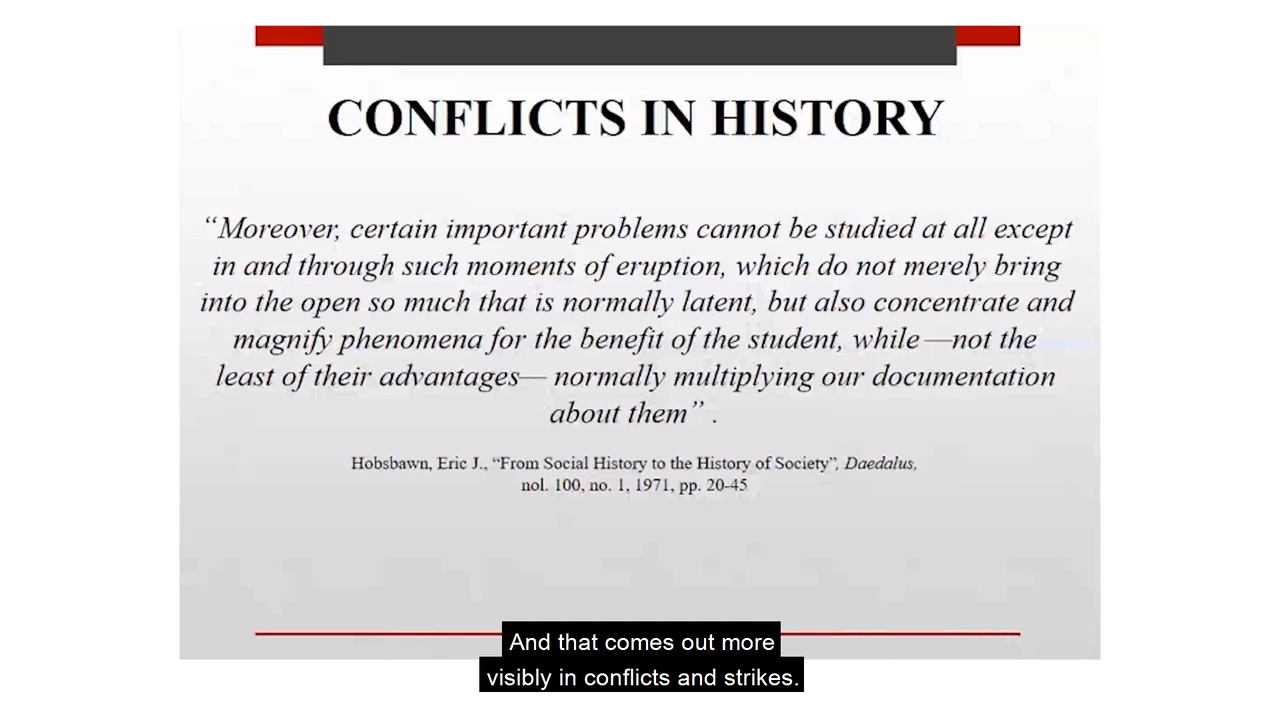 CONFLICTS IN HISTORY
“Moreover, certain important problems cannot be studied at all except
in and through such moments of eruption, which do not merely bring
into the open so much that is normally latent, but also concentrate and
magnify phenomena for the benefit of the student, while —not the
least of their advantages— normally multiplying our documentation
about them” .
Hobsbawn, Eric J., “From Social History to the History of Society”, Daedalus,
nol. 100, no. 1, 1971, pp. 20-45
And that comes out more
visibly in conflicts and strikes.